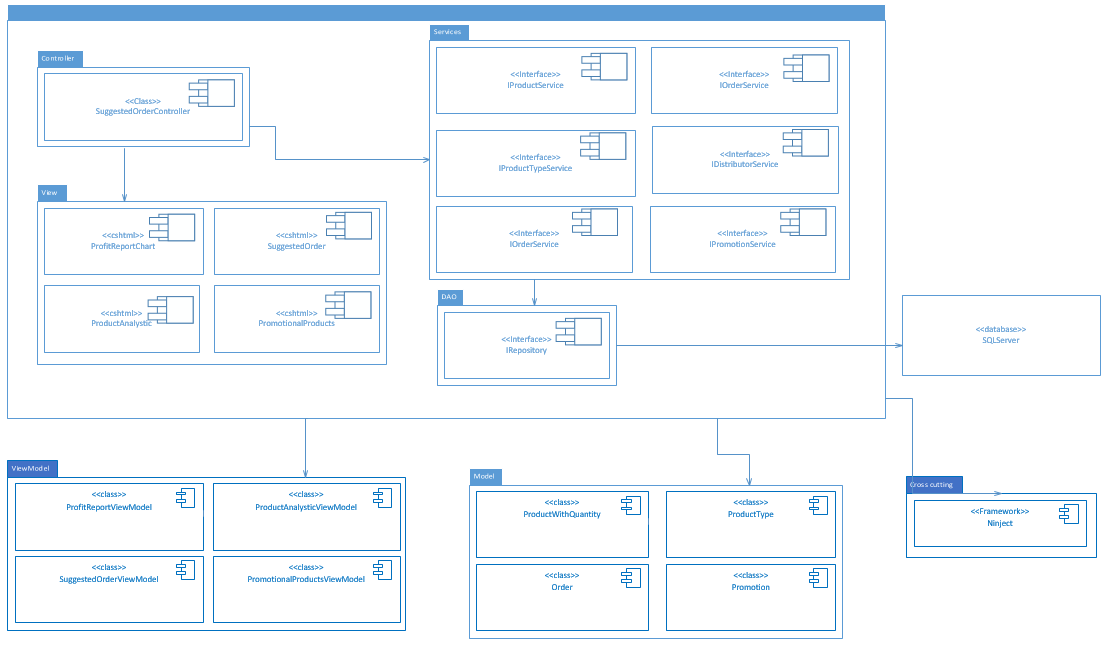 Services
Controller
<<Interface>>
IProductService
<<Interface>>
IOrderService
<<Class>>
SuggestedOrderController
<<Interface>>
IProductTypeService
<<Interface>>
IDistributorService
View
<<cshtml>>
ProfitReportChart
<<cshtml>>
SuggestedOrder
<<Interface>>
IOrderService
<<Interface>>
IPromotionService
DAO
<<cshtml>>
ProductAnalystic
<<cshtml>>
PromotionalProducts
<<Interface>>
IRepository
<<database>>
SQLServer
ViewModel
<<class>>
ProfitReportViewModel
<<class>>
ProductAnalysticViewModel
<<class>>
SuggestedOrderViewModel
<<class>>
PromotionalProductsViewModel
Model
<<class>>
ProductWithQuantity
<<class>>
ProductType
<<class>>
Order
<<class>>
Promotion
Cross cutting
<<Framework>>
Ninject